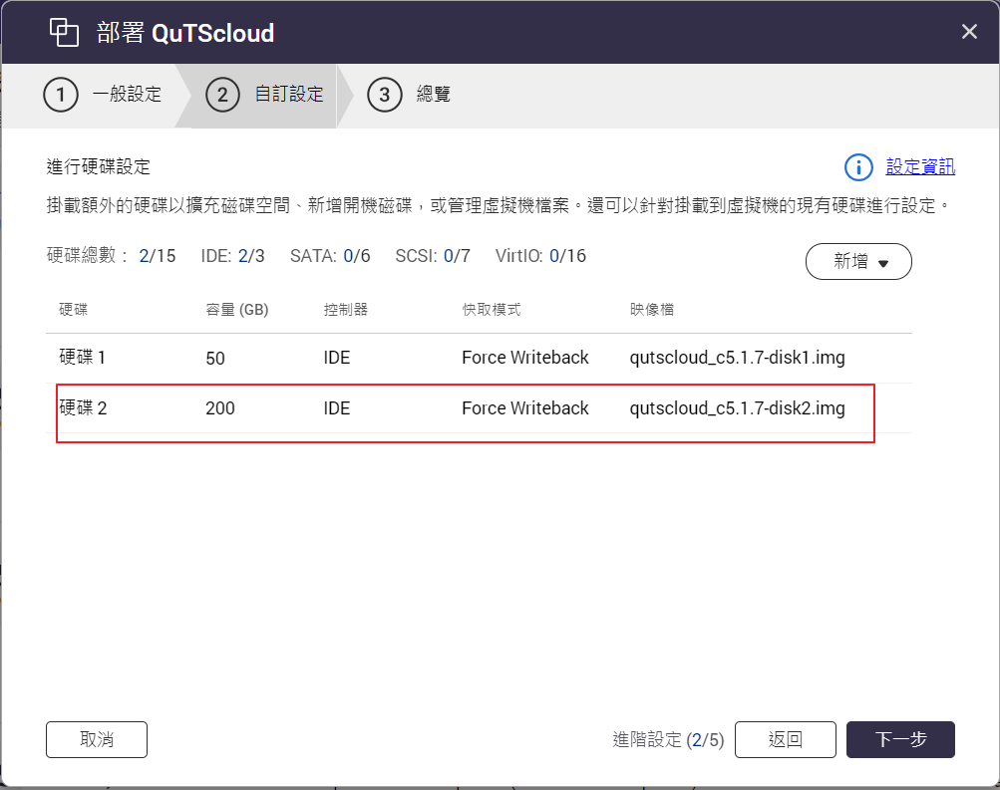 部署 QuTScloud
1 一般設定 2 自訂設定 3 總覽
進行硬碟設定
設定資訊
掛載額外的硬碟以擴充磁碟空間、新增開機磁碟，或管理虛擬機檔案。還可以針對掛載到虛擬機的現有硬碟進行設定。
硬碟總數： 2/15 IDE: 2/3 SATA: 0/6 SCSI: 0/7 VirtIO: 0/16
新增
硬碟 容量 (GB) 控制器 快取模式 映像檔
硬碟 1 50 IDE Force Writeback qutscloud_c5.1.7-disk1.img
硬碟 2 200 IDE Force Writeback qutscloud_c5.1.7-disk2.img
取消 進階設定 (2/5) 返回 下一步